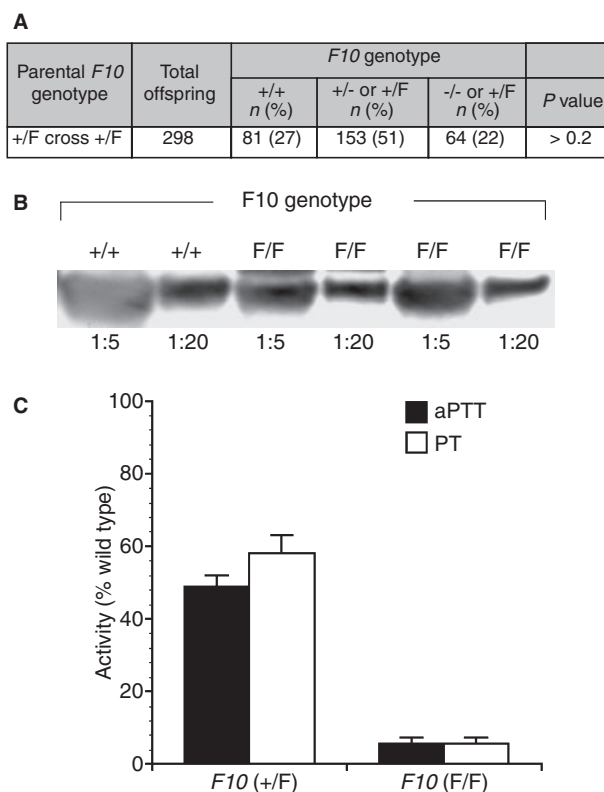 A
Parental F10 genotype
Total offspring
F10 genotype
+/+ n (%)
+/- or +/F n (%)
-/- or +/F n (%)
P value
+/F cross +/F
298
81 (27)
153 (51)
64 (22)
> 0.2
B
F10 genotype
+/+ +/+ F/F F/F F/F F/F
1:5 1:20 1:5 1:20 1:5 1:20
C
100
80
60
40
20
0
Activity (% wild type)
aPTT
PT
F10 (+/F)
F10 (F/F)